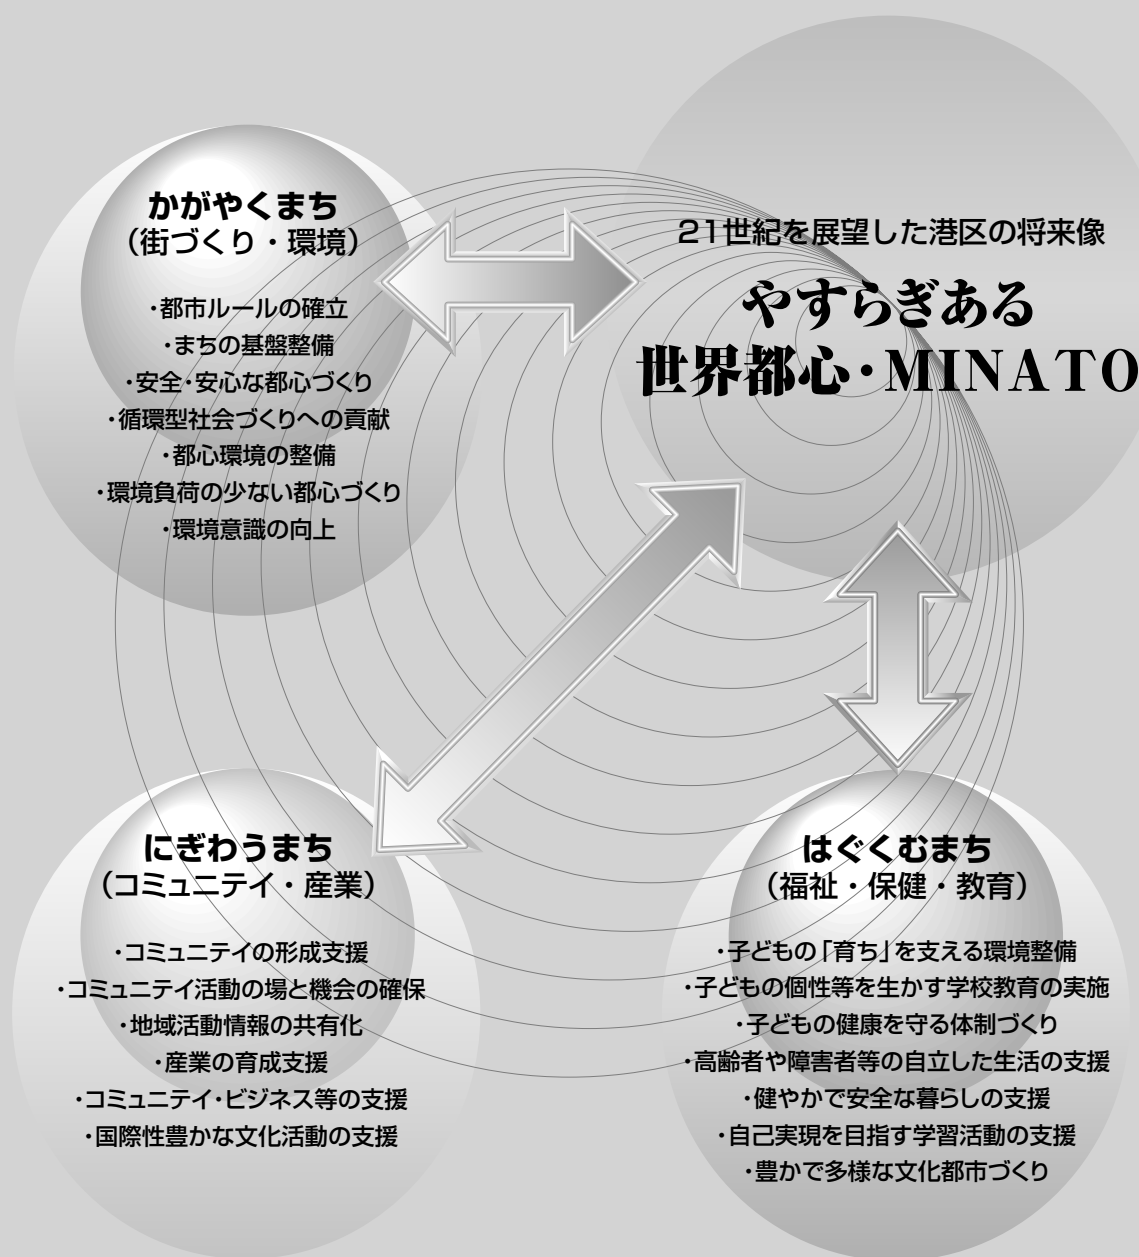 かがやくまち
（街づくり・環境）
・都市ルールの確立
・まちの基盤整備
・安全・安心な都心づくり
・循環型社会づくりへの貢献
・都心環境の整備
・環境負荷の少ない都心づくり
・環境意識の向上
21世紀を展望した港区の将来像
やすらぎある
世界都心・MINATO
にぎわうまち
（コミュニテイ・産業）
・コミュニテイの形成支援
・コミュニテイ活動の場と機会の確保
・地域活動情報の共有化
・産業の育成支援
・コミュニテイ・ビジネス等の支援
・国際性豊かな文化活動の支援
はぐくむまち
（福祉・保健・教育）
・子どもの「育ち」を支える環境整備
・子どもの個性等を生かす学校教育の実施
・子どもの健康を守る体制づくり
・高齢者や障害者等の自立した生活の支援
・健やかで安全な暮らしの支援
・自己実現を目指す学習活動の支援
・豊かで多様な文化都市づくり